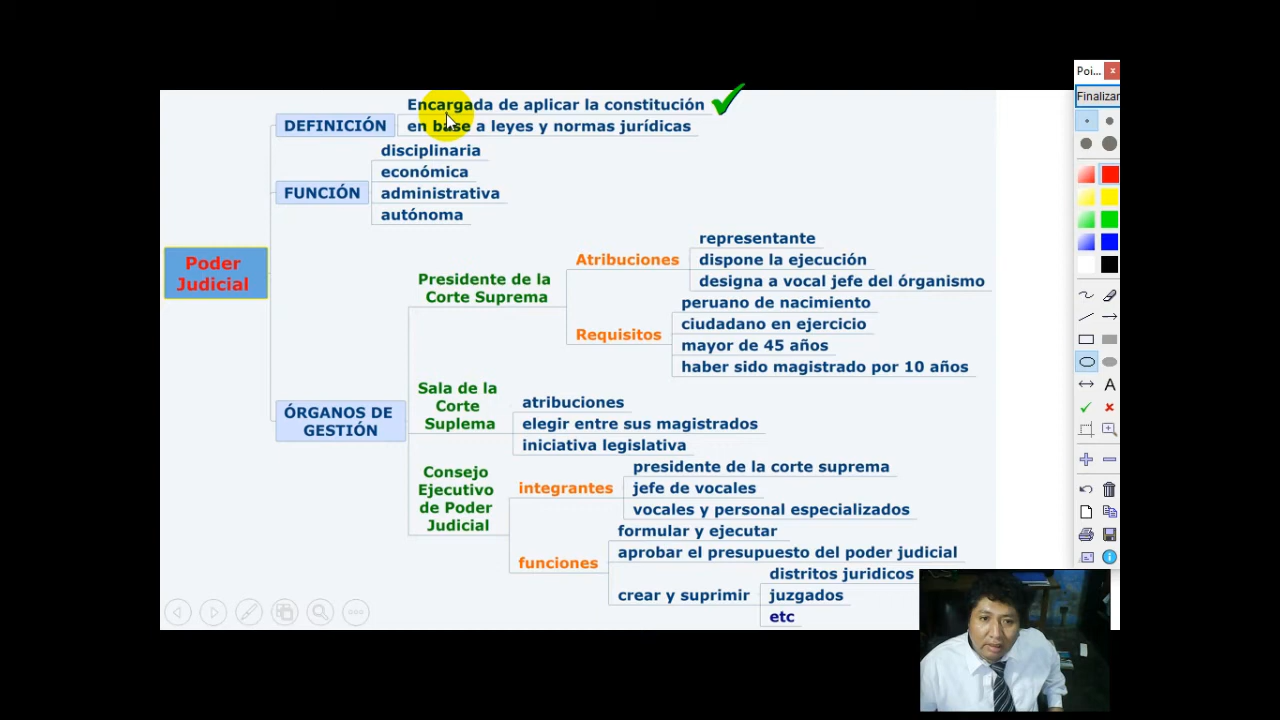 Poi...
Finalizar
Encargada de aplicar la constitución
DEFINICIÓN
en base a leyes y normas jurídicas
disciplinaria
económica
FUNCIÓN
administrativa
autónoma
Poder
Judicial
representante
Atribuciones
dispone la ejecución
designa a vocal jefe del órganismo
Presidente de la
Corte Suprema
peruano de nacimiento
ciudadano en ejercicio
Requisitos
mayor de 45 años
haber sido magistrado por 10 años
ÓRGANOS DE
GESTIÓN
Sala de la
Corte
Suplema
atribuciones
elegir entre sus magistrados
iniciativa legislativa
Consejo
Ejecutivo
de Poder
Judicial
integrantes
presidente de la corte suprema
jefe de vocales
vocales y personal especializados
funciones
formular y ejecutar
aprobar el presupuesto del poder judicial
crear y suprimir
distritos juridicos
juzgados
etc
A